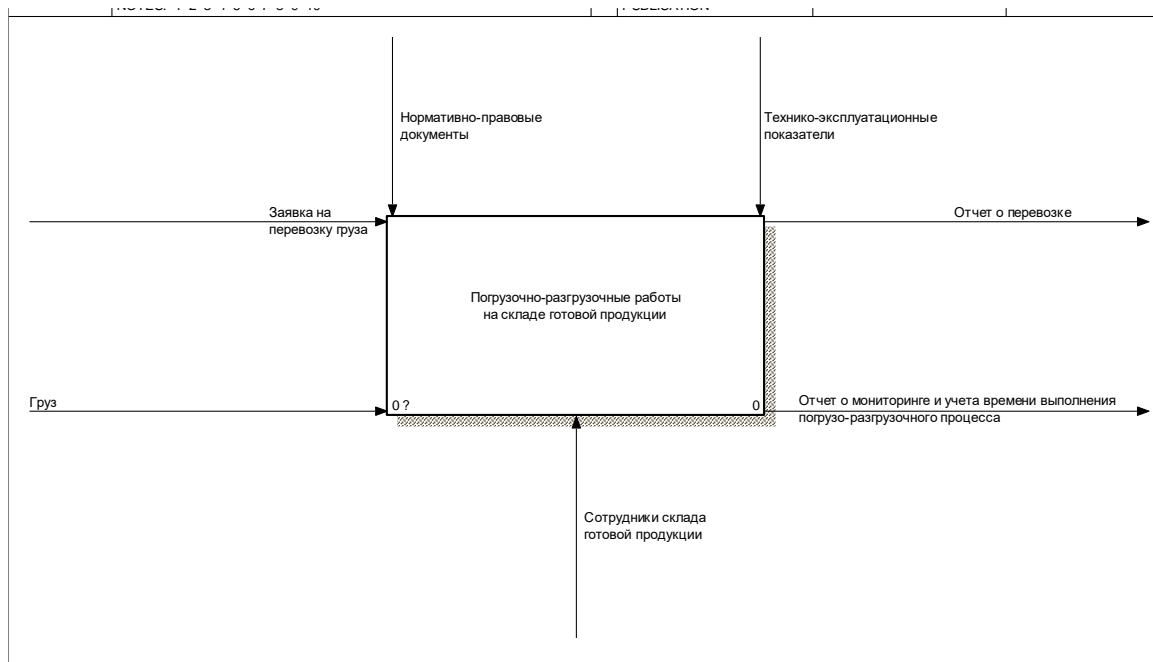 Нормативно-правовые
документы
Технико-эксплуатационные
показатели
Заявка на
перевозку груза
Отчет о перевозке
Погрузочно-разгрузочные работы
на складе готовой продукции
Груз
0 ?
0
Отчет о мониторинге и учета времени выполнения
погрузо-разгрузочного процесса
Сотрудники склада
готовой продукции